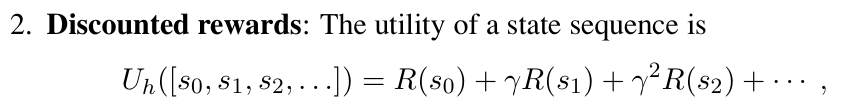 2. Discounted rewards: The utility of a state sequence is
U_h([s_0, s_1, s_2, . . .]) = R(s_0) + γR(s_1) + γ^2R(s_2) + · · · ,